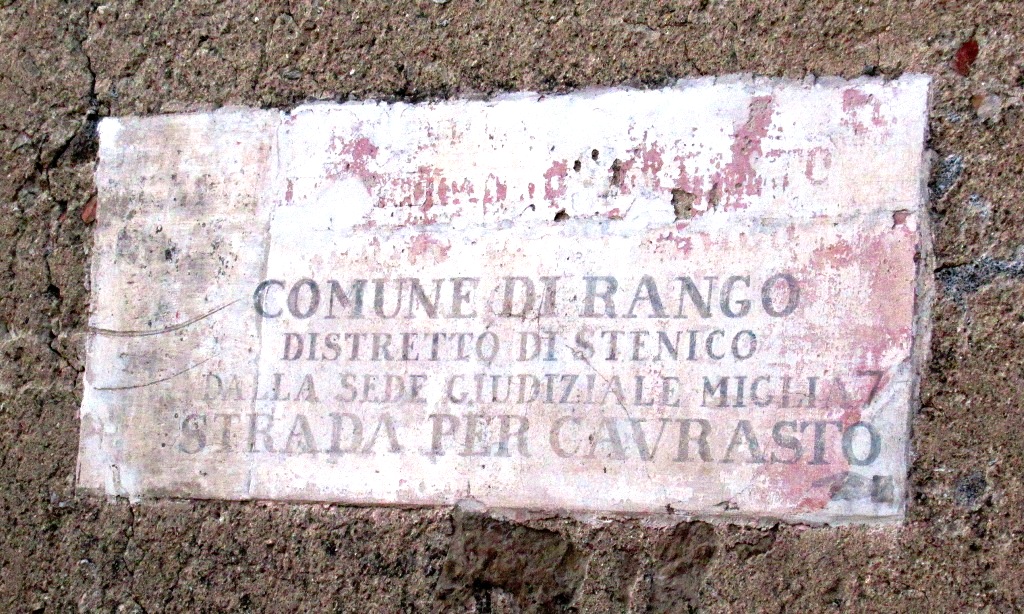 COMUNE DI RANGO
DISTRETTO DI STENICO
DALLA SEDE GIUDIZIALE MIGLIA 7
STRADA PER CAVRASTO